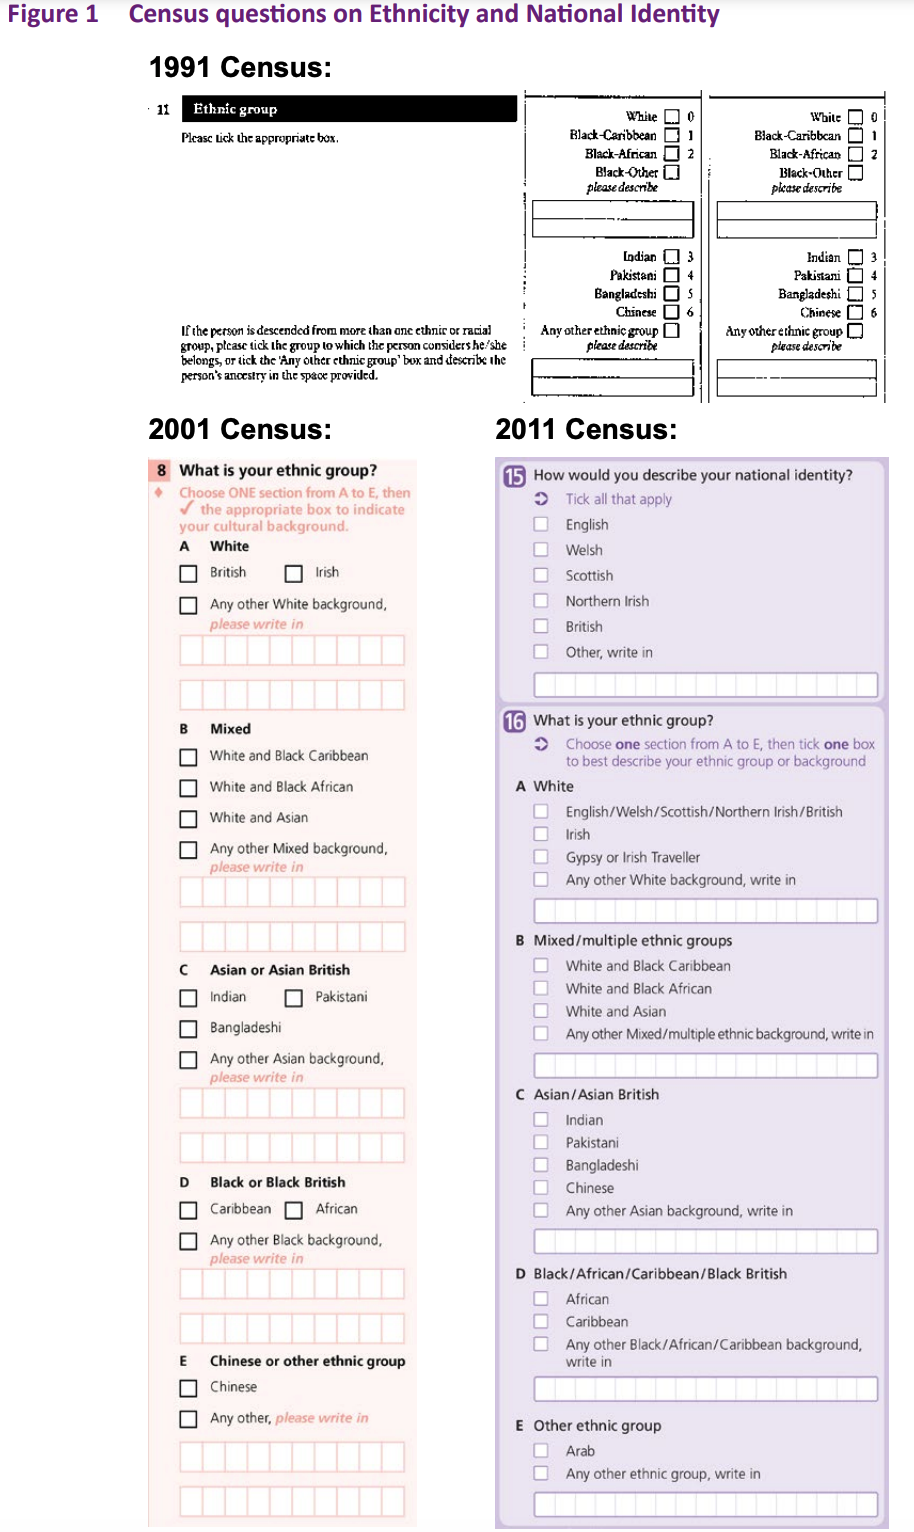 Figure 1 Census questions on Ethnicity and National Identity
1991 Census:
11 Ethnic group
Please tick the appropriate box.
If the person is descended from more than one ethnic or racial
group, please tick the group to which the person considers he/she
belongs, or tick the 'Any other ethnic group' box and describe the
person's ancestry in the space provided.
White 0
Black-Caribbean 1
Black-African 2
Black-Other
please describe
Indian 3
Pakistani 4
Bangladeshi 5
Chinese 6
Any other ethnic group
please describe
White 0
Black-Caribbean 1
Black-African 2
Black-Other
please describe
Indian 3
Pakistani 4
Bangladeshi 5
Chinese 6
Any other ethnic group
please describe
2001 Census:
8 What is your ethnic group?
Choose ONE section from A to E, then
✓ the appropriate box to indicate
your cultural background.
A White
British Irish
Any other White background,
please write in
B Mixed
White and Black Caribbean
White and Black African
White and Asian
Any other Mixed background,
please write in
C Asian or Asian British
Indian Pakistani
Bangladeshi
Any other Asian background,
please write in
D Black or Black British
Caribbean African
Any other Black background,
please write in
E Chinese or other ethnic group
Chinese
Any other, please write in
2011 Census:
15 How would you describe your national identity?
Tick all that apply
English
Welsh
Scottish
Northern Irish
British
Other, write in
16 What is your ethnic group?
Choose one section from A to E, then tick one box
to best describe your ethnic group or background
A White
English/Welsh/Scottish/Northern Irish/British
Irish
Gypsy or Irish Traveller
Any other White background, write in
B Mixed/multiple ethnic groups
White and Black Caribbean
White and Black African
White and Asian
Any other Mixed/multiple ethnic background, write in
C Asian/Asian British
Indian
Pakistani
Bangladeshi
Chinese
Any other Asian background, write in
D Black/African/Caribbean/Black British
African
Caribbean
Any other Black/African/Caribbean background,
write in
E Other ethnic group
Arab
Any other ethnic group, write in